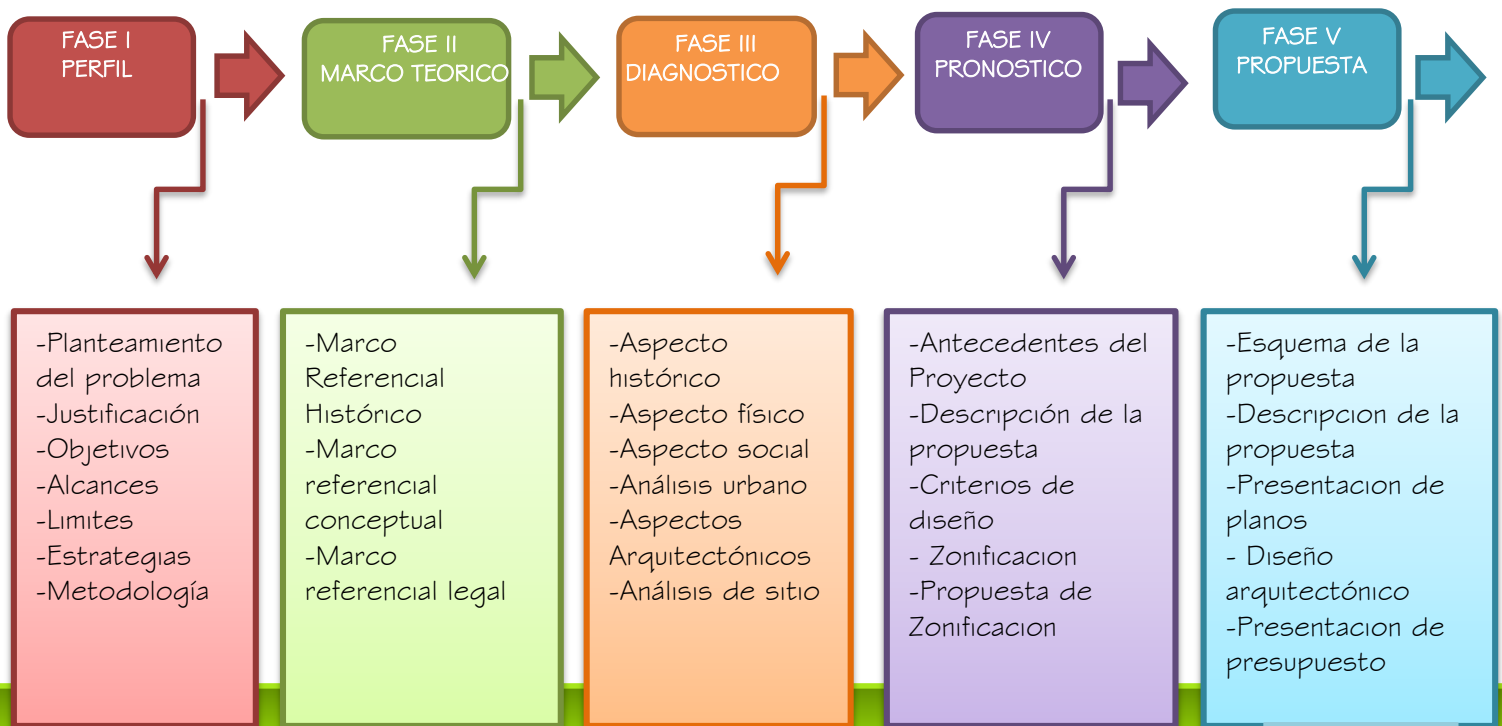 FASE I
PERFIL
FASE II
MARCO TEORICO
FASE III
DIAGNOSTICO
FASE IV
PRONOSTICO
FASE V
PROPUESTA
-Planteamiento
del problema
-Justificación
-Objetivos
-Alcances
-Limites
-Estrategias
-Metodología
-Marco
Referencial
Histórico
-Marco
referencial
conceptual
-Marco
referencial legal
-Aspecto
histórico
-Aspecto físico
-Aspecto social
-Análisis urbano
-Aspectos
Arquitectónicos
-Análisis de sitio
-Antecedentes del
Proyecto
-Descripción de la
propuesta
-Criterios de
diseño
- Zonificacion
-Propuesta de
Zonificacion
-Esquema de la
propuesta
-Descripcion de la
propuesta
-Presentacion de
planos
- Diseño
arquitectónico
-Presentacion de
presupuesto